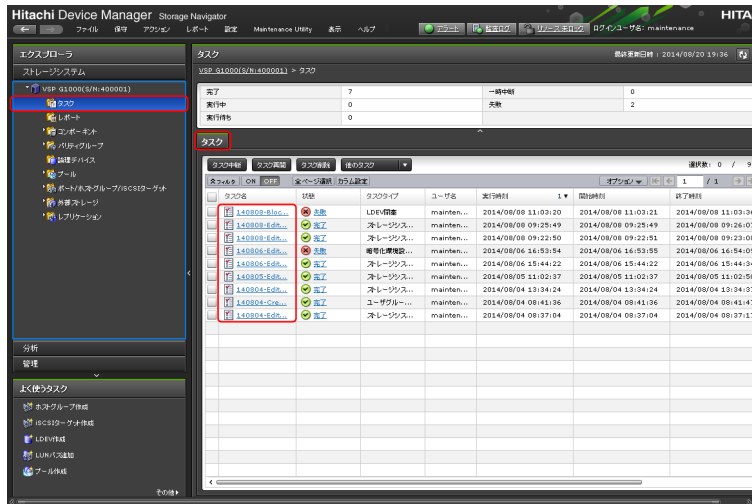 Hitachi Device Manager Storage Navigator
HITA
ファイル 保守 アクション レポート 設定 Maintenance Utility 表示 ヘルプ
アラート
リソース未ロック ログインユーザ名: maintenance
エクスプローラ
ストレージシステム
VSP G1000(S/N:400001)
タスク
レポート
コンポーネント
パリティグループ
論理デバイス
プール
ポート/ホストグループ/iSCSIターゲット
外部ストレージ
レプリケーション
分析
管理
よく使うタスク
ホストグループ作成
iSCSIターゲット作成
LDEV作成
LUNパス追加
プール作成
その他
タスク
最終更新日時 : 2014/08/20 19:36
VSP G1000(S/N:400001) > タスク
完了 7 一時中断 0
実行中 0 失敗 2
実行待ち 0
タスク
タスク中断 タスク再開 タスク削除 他のタスク 選択数: 0 / 9
フィルタ ON OFF 全ページ選択 カラム設定 オプション 1 / 1
タスク名 状態 タスクタイプ ユーザ名 実行時刻 1▼ 開始時刻 終了時刻
140808-Bloc... 失敗 LDEV閉塞 mainten... 2014/08/08 11:03:20 2014/08/08 11:03:21 2014/08/08 11:03:36
140808-Edit... 完了 ストレージシス... mainten... 2014/08/08 09:25:49 2014/08/08 09:25:49 2014/08/08 09:26:07
140808-Edit... 完了 ストレージシス... mainten... 2014/08/08 09:22:50 2014/08/08 09:22:51 2014/08/08 09:23:08
140806-Edit... 失敗 暗号化環境設... mainten... 2014/08/06 16:53:54 2014/08/06 16:53:55 2014/08/06 16:54:09
140806-Edit... 完了 ストレージシス... mainten... 2014/08/06 15:44:22 2014/08/06 15:44:22 2014/08/06 15:44:3
140805-Edit... 完了 ストレージシス... mainten... 2014/08/05 11:02:37 2014/08/05 11:02:37 2014/08/05 11:02:5
140804-Edit... 完了 ストレージシス... mainten... 2014/08/04 13:34:24 2014/08/04 13:34:24 2014/08/04 13:34:37
140804-Cre... 完了 ユーザグルー... mainten... 2014/08/04 08:41:36 2014/08/04 08:41:36 2014/08/04 08:41:47
140804-Edit... 完了 ストレージシス... mainten... 2014/08/04 08:37:04 2014/08/04 08:37:04 2014/08/04 08:37:1